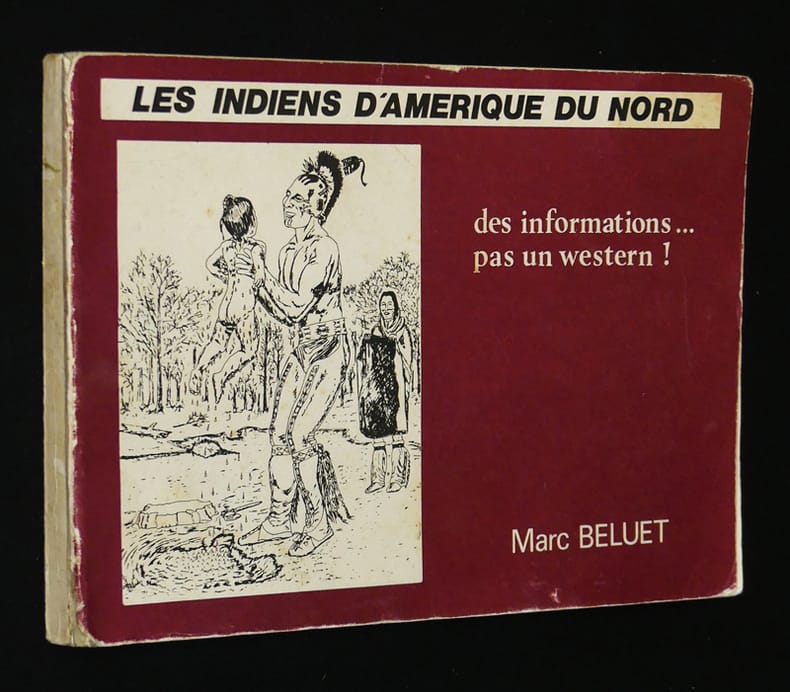 LES INDIENS D'AMERIQUE DU NORD
des informations...
pas un western !
Marc BELUET